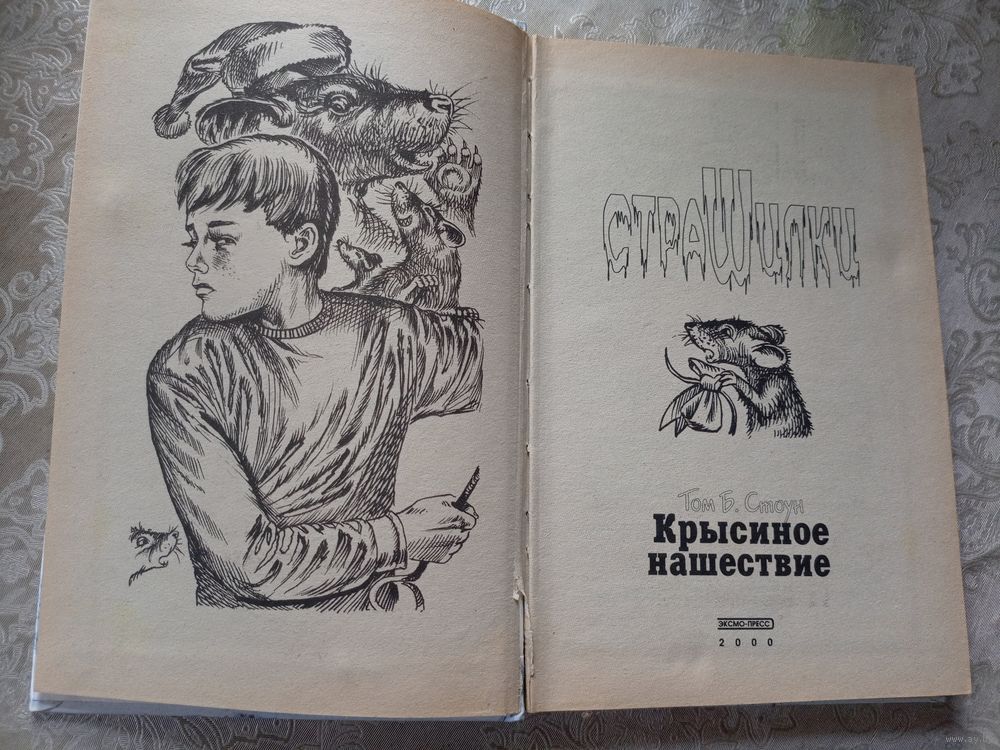 страШилки
Том Б. Стоун
Крысиное
нашествие
ЭКСМО-ПРЕСС
2000